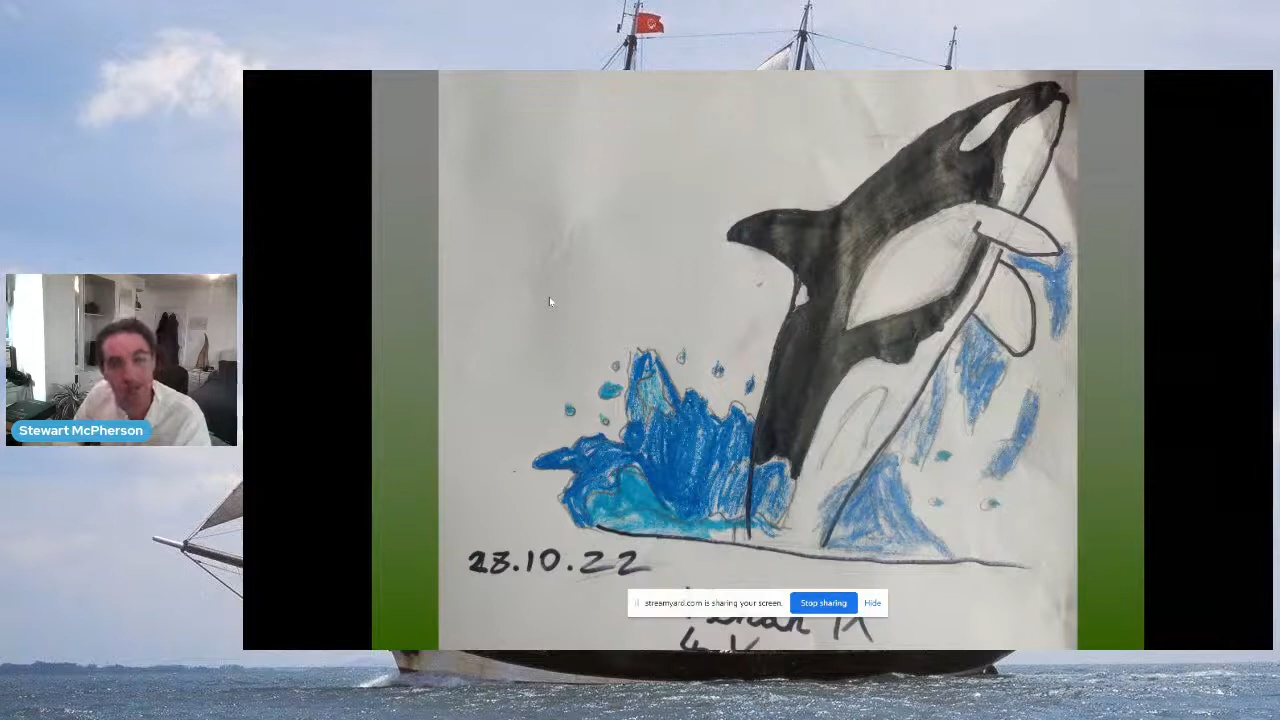 Stewart McPherson
28.10.22
streamyard.com is sharing your screen.
Stop sharing
Hide